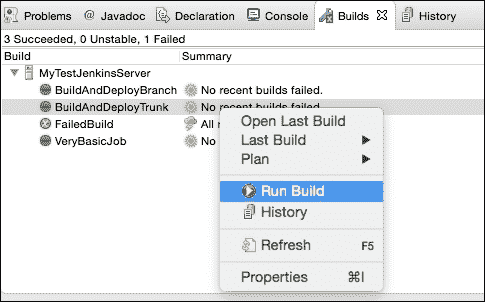 Problems Javadoc Declaration Console Builds History
3 Succeeded, 0 Unstable, 1 Failed
Build Summary
MyTestJenkinsServer
BuildAndDeployBranch No recent builds failed.
BuildAndDeployTrunk No recent builds failed.
FailedBuild All
VeryBasicJob No
Open Last Build
Last Build
Plan
Run Build
History
Refresh F5
Properties ⌘I